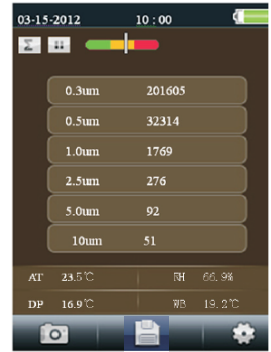 03-15-2012 10:00
Σ
0.3um 201605
0.5um 32314
1.0um 1769
2.5um 276
5.0um 92
10um 51
AT 23.5℃ RH 66.9%
DP 16.9℃ WB 19.2℃